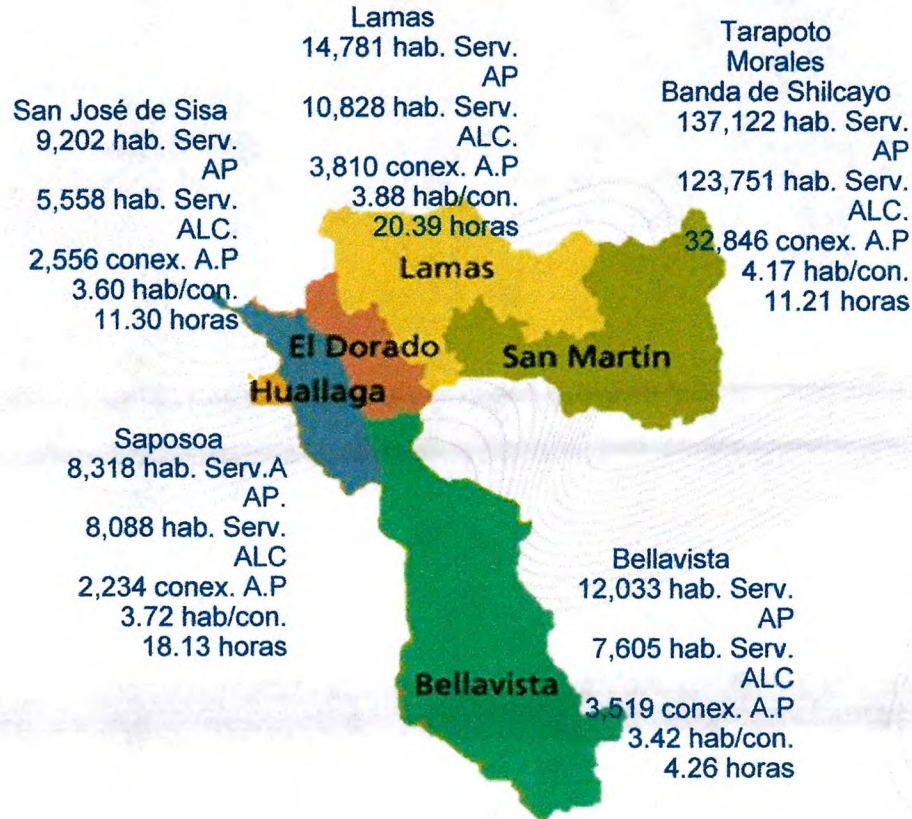 Lamas
14,781 hab. Serv.
AP
10,828 hab. Serv.
ALC.
3,810 conex. A.P
3.88 hab/con.
20.39 horas
Tarapoto
Morales
Banda de Shilcayo
137,122 hab. Serv.
AP
123,751 hab. Serv.
ALC.
32,846 conex. A.P
4.17 hab/con.
11.21 horas
San José de Sisa
9,202 hab. Serv.
AP
5,558 hab. Serv.
ALC.
2,556 conex. A.P
3.60 hab/con.
11.30 horas
Lamas
El Dorado
San Martín
Huallaga
Saposoa
8,318 hab. Serv.A
AP.
8,088 hab. Serv.
ALC
2,234 conex. A.P
3.72 hab/con.
18.13 horas
Bellavista
12,033 hab. Serv.
AP
7,605 hab. Serv.
ALC
3,519 conex. A.P
3.42 hab/con.
4.26 horas
Bellavista